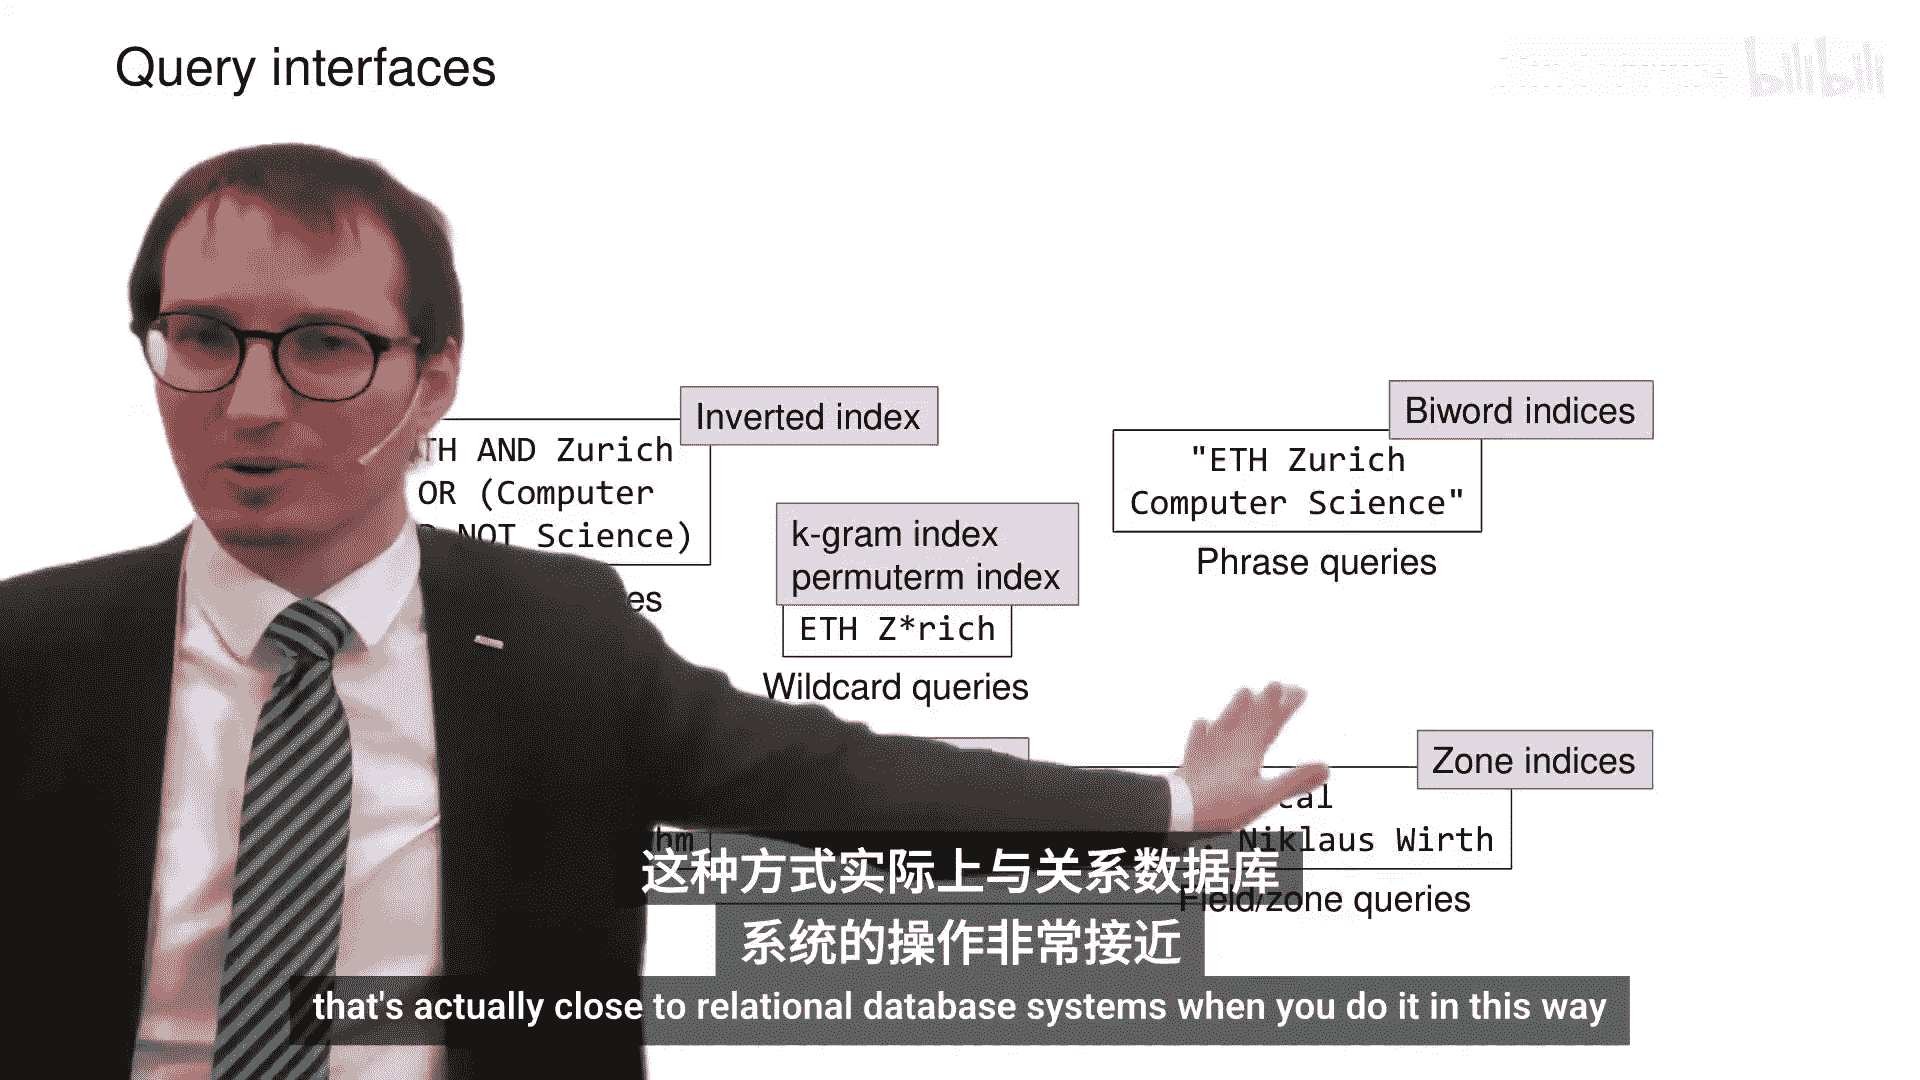 Query interfaces
bilibili
Inverted index
TH AND Zurich
OR (Computer
NOT Science)
es
k-gram index
permuterm index
ETH Z*rich
Wildcard queries
Biword indices
"ETH Zurich
Computer Science"
Phrase queries
Zone indices
cal
Niklaus Wirth
Field/zone queries
hm
这种方式实际上与关系数据库
系统的操作非常接近
that's actually close to relational database systems when you do it in this way